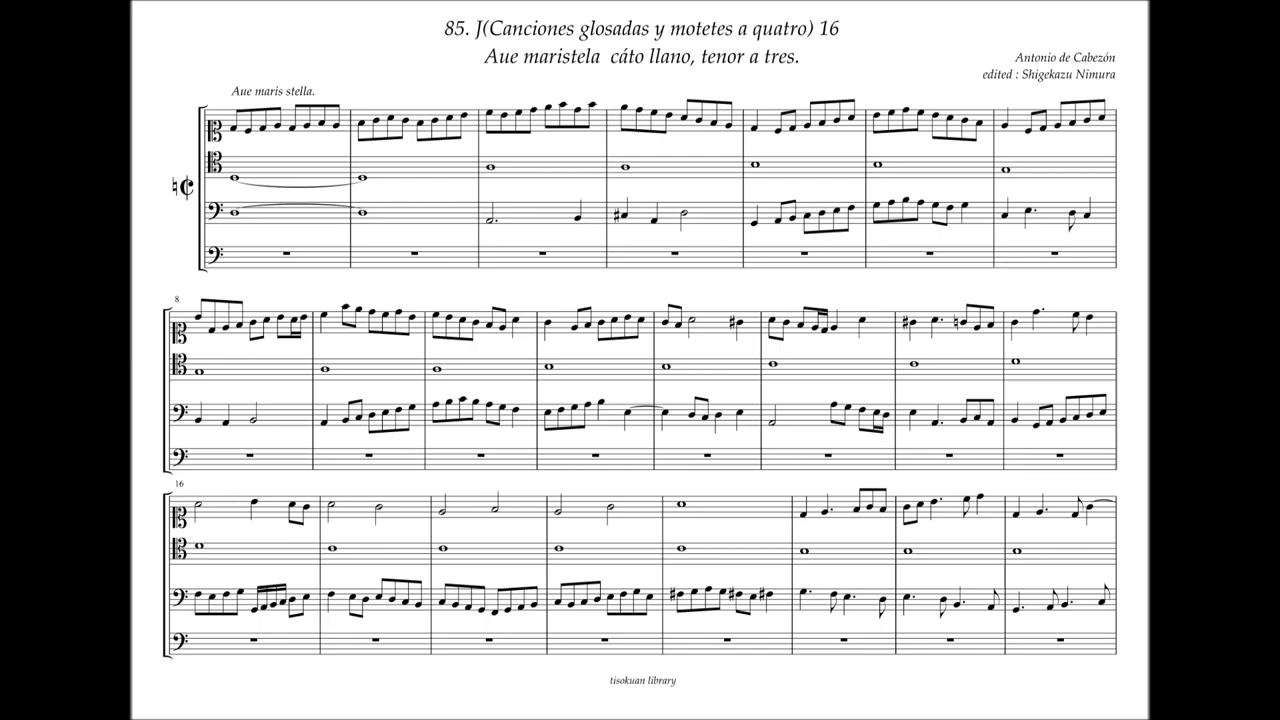 85. J(Canciones glosadas y motetes a quatro) 16
Aue maristela cáto llano, tenor a tres.
Antonio de Cabezón
edited : Shigekazu Nimura
Aue maris stella.
8
16
tisokuan library